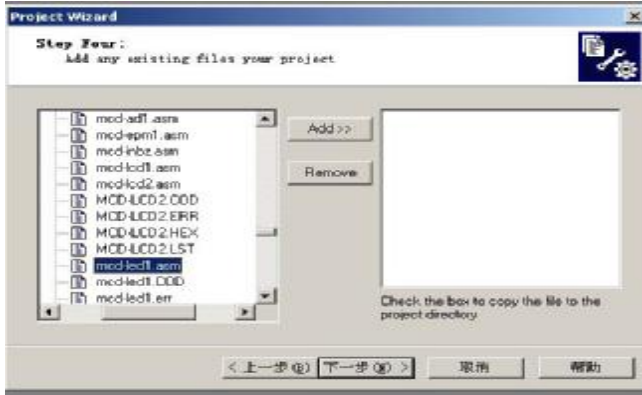 Project Wizard
Step Four:
Add any existing files your project
mcd-ad1.asm
mcd-epm1.asm
mcd-inbz.asm
mcd-lcd1.asm
mcd-lcd2.asm
MCD-LCD2.COD
MCD-LCD2.ERR
MCD-LCD2.HEX
MCD-LCD2.LST
mcd-led1.asm
mcd-led1.COD
mcd-led1.err
Add >>
Remove
Check the box to copy the file to the
project directory
< 上一步(B)
下一步(N) >
取消
帮助